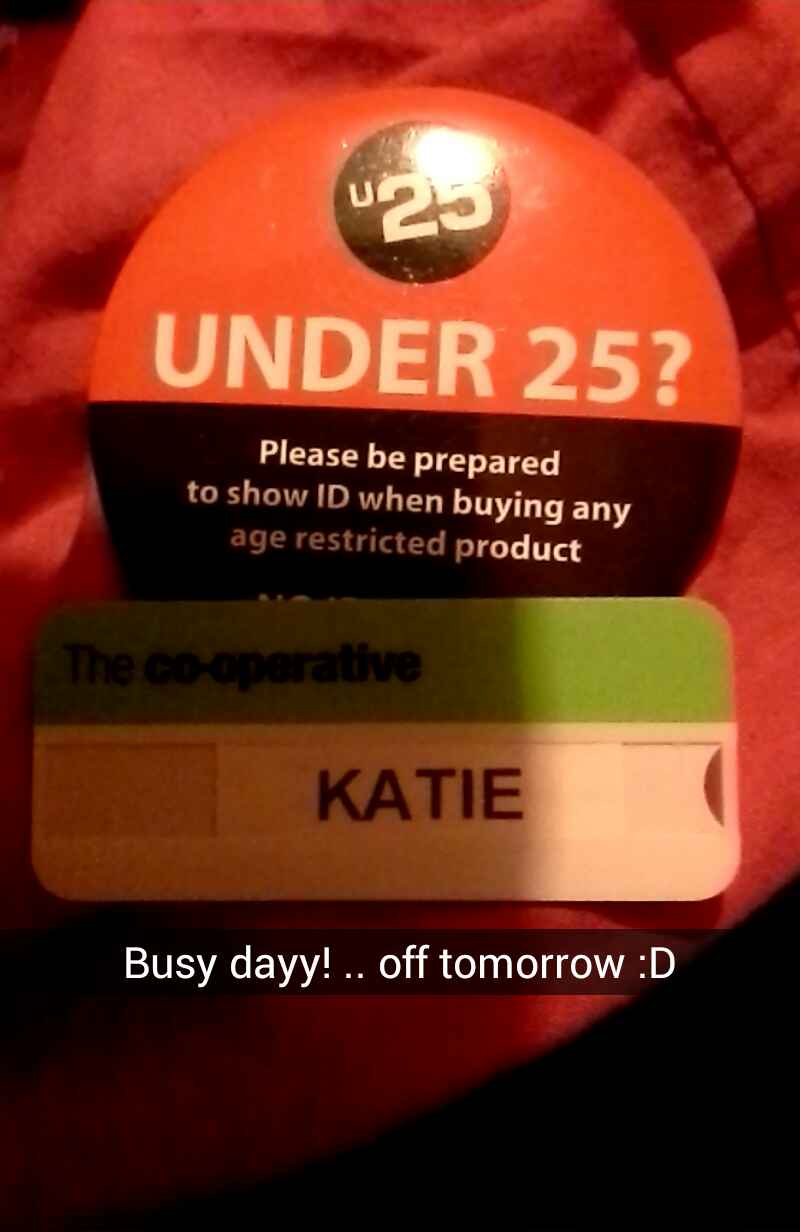 U25
UNDER 25?
Please be prepared
to show ID when buying any
age restricted product
The co-operative
KATIE
Busy dayy! .. off tomorrow :D